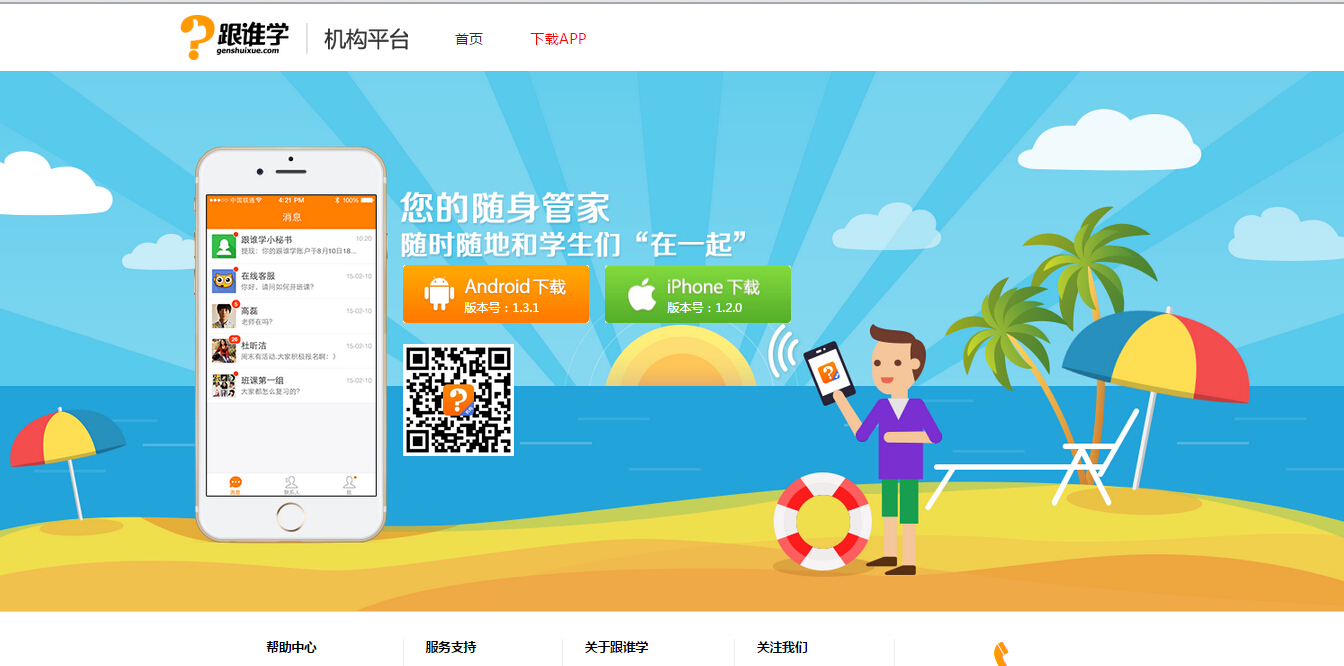 跟谁学
genshuixue.com
机构平台
首页
下载APP
中国联通
4:21 PM
100%
消息
跟谁学小秘书
10:20
提现：你的跟谁学账户于8月10日18...
在线客服
15-02-10
你好，请问如何开班课?
高磊
15-02-10
老师在吗?
5
杜昕洁
15-02-10
周末有活动,大家积极报名啊：）
26
班课第一组
15-02-10
大家都怎么复习的?
消息
联系人
我
您的随身管家
随时随地和学生们“在一起”
Android 下载
版本号：1.3.1
iPhone 下载
版本号：1.2.0
帮助中心
服务支持
关于跟谁学
关注我们